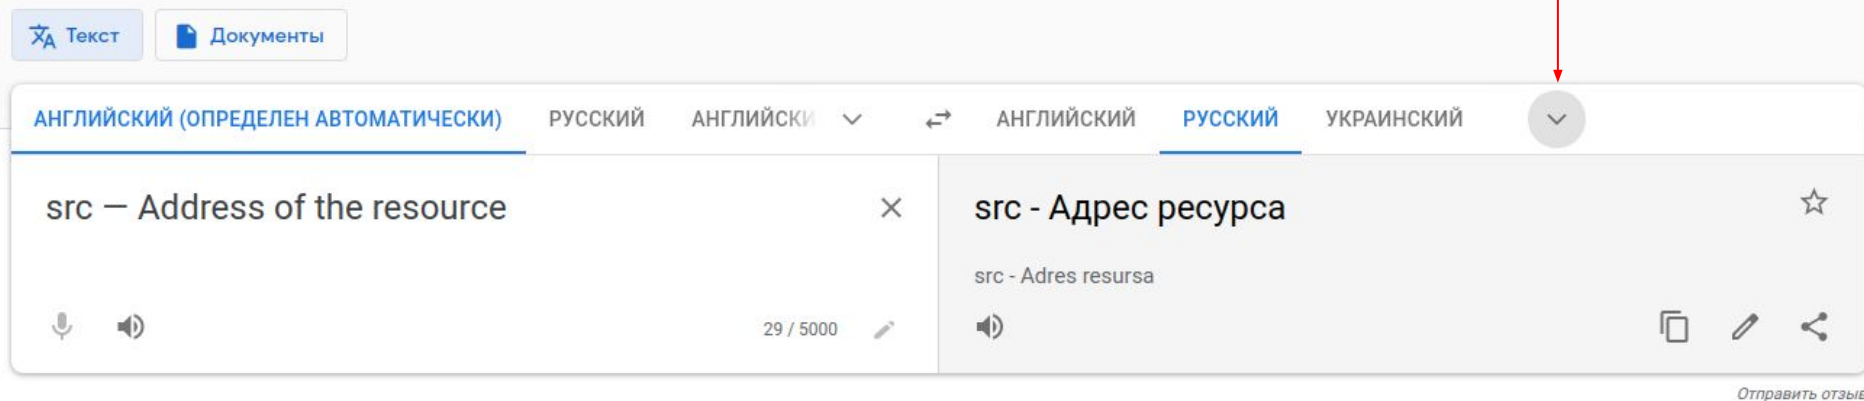 Текст Документы
АНГЛИЙСКИЙ (ОПРЕДЕЛЕН АВТОМАТИЧЕСКИ) РУССКИЙ АНГЛИЙСКИ АНГЛИЙСКИЙ РУССКИЙ УКРАИНСКИЙ
src — Address of the resource
src - Адрес ресурса
src - Adres resursa
29 / 5000
Отправить отзыв